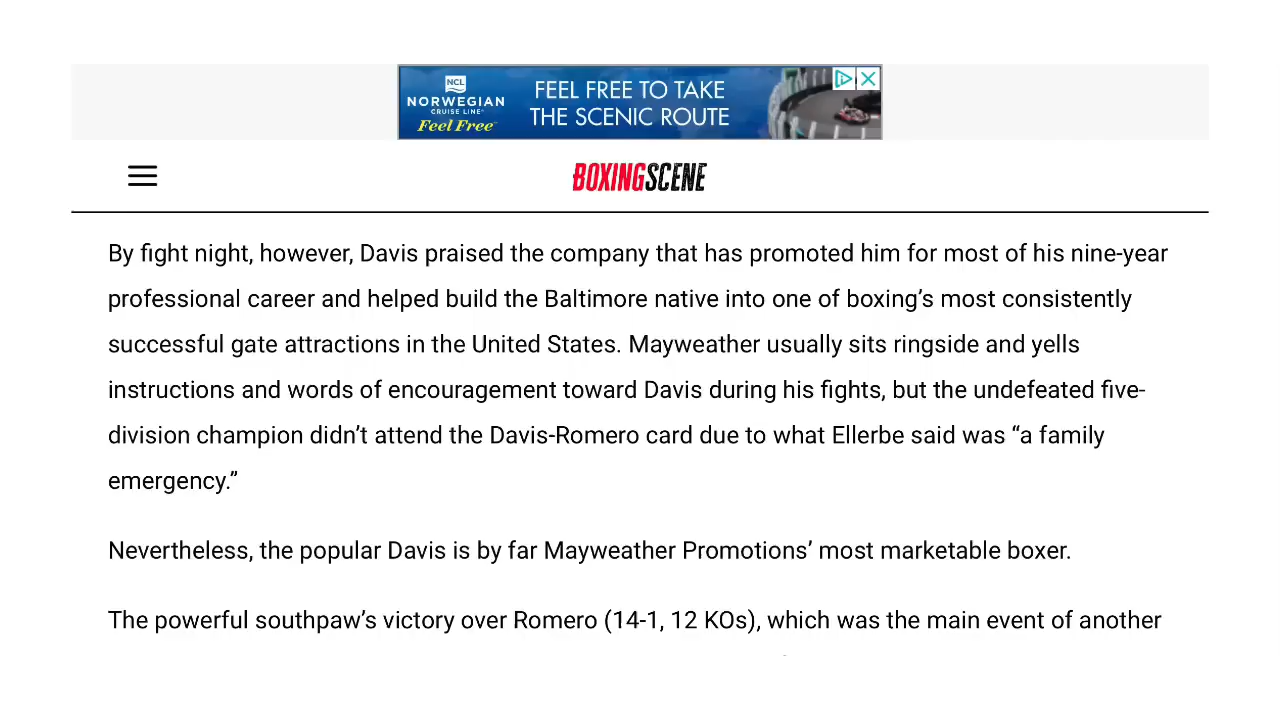 NCL
NORWEGIAN
CRUISE LINE
Feel Free
FEEL FREE TO TAKE
THE SCENIC ROUTE
BOXINGSCENE
By fight night, however, Davis praised the company that has promoted him for most of his nine-year
professional career and helped build the Baltimore native into one of boxing’s most consistently
successful gate attractions in the United States. Mayweather usually sits ringside and yells
instructions and words of encouragement toward Davis during his fights, but the undefeated five-
division champion didn’t attend the Davis-Romero card due to what Ellerbe said was “a family
emergency.”
Nevertheless, the popular Davis is by far Mayweather Promotions’ most marketable boxer.
The powerful southpaw’s victory over Romero (14-1, 12 KOs), which was the main event of another